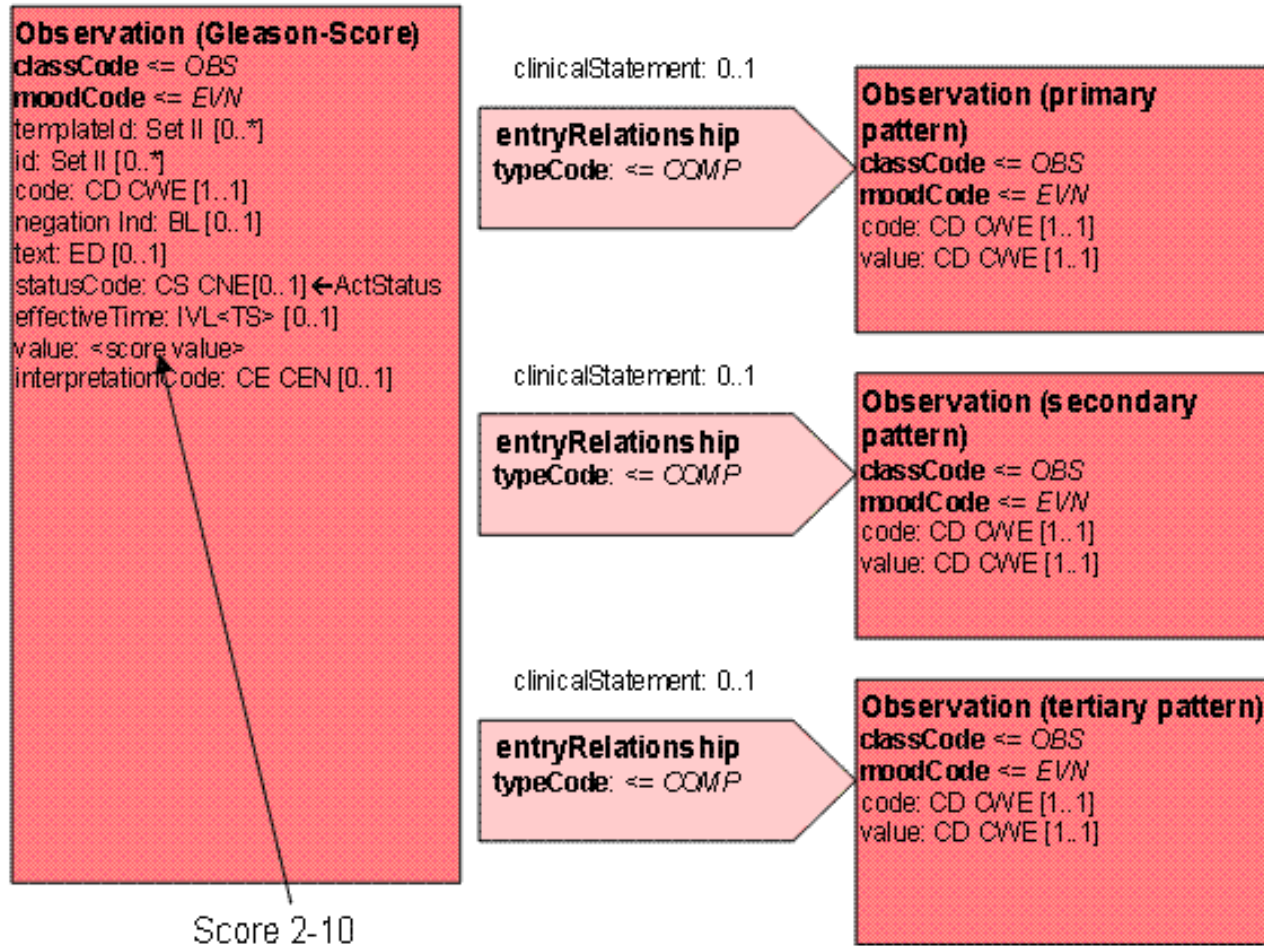 Observation (Gleason-Score)
classCode <= OBS
moodCode <= EVN
templateId: Set II [0..*]
id: Set II [0..*]
code: CD CWE [1..1]
negation Ind: BL [0..1]
text: ED [0..1]
statusCode: CS CNE[0..1] ←ActStatus
effectiveTime: IVL<TS> [0..1]
value: <score value>
interpretationCode: CE CEN [0..1]
Score 2-10
clinicalStatement: 0..1
entryRelationship
typeCode: <= COMP
Observation (primary
pattern)
classCode <= OBS
moodCode <= EVN
code: CD CWE [1..1]
value: CD CWE [1..1]
clinicalStatement: 0..1
entryRelationship
typeCode: <= COMP
Observation (secondary
pattern)
classCode <= OBS
moodCode <= EVN
code: CD CWE [1..1]
value: CD CWE [1..1]
clinicalStatement: 0..1
entryRelationship
typeCode: <= COMP
Observation (tertiary pattern)
classCode <= OBS
moodCode <= EVN
code: CD CWE [1..1]
value: CD CWE [1..1]